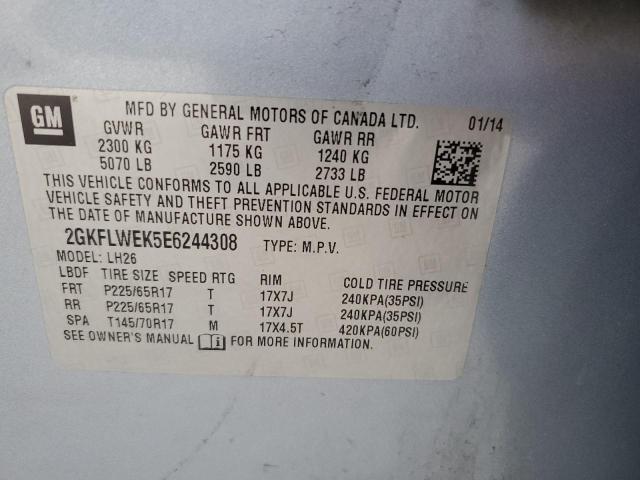 GM
MFD BY GENERAL MOTORS OF CANADA LTD. 01/14
GVWR GAWR FRT GAWR RR
2300 KG 1175 KG 1240 KG
5070 LB 2590 LB 2733 LB
THIS VEHICLE CONFORMS TO ALL APPLICABLE U.S. FEDERAL MOTOR
VEHICLE SAFETY AND THEFT PREVENTION STANDARDS IN EFFECT ON
THE DATE OF MANUFACTURE SHOWN ABOVE.
2GKFLWEK5E6244308 TYPE: M.P.V.
MODEL: LH26
LBDF TIRE SIZE SPEED RTG RIM COLD TIRE PRESSURE
FRT P225/65R17 T 17X7J 240KPA(35PSI)
RR P225/65R17 T 17X7J 240KPA(35PSI)
SPA T145/70R17 M 17X4.5T 420KPA(60PSI)
SEE OWNER'S MANUAL i FOR MORE INFORMATION.